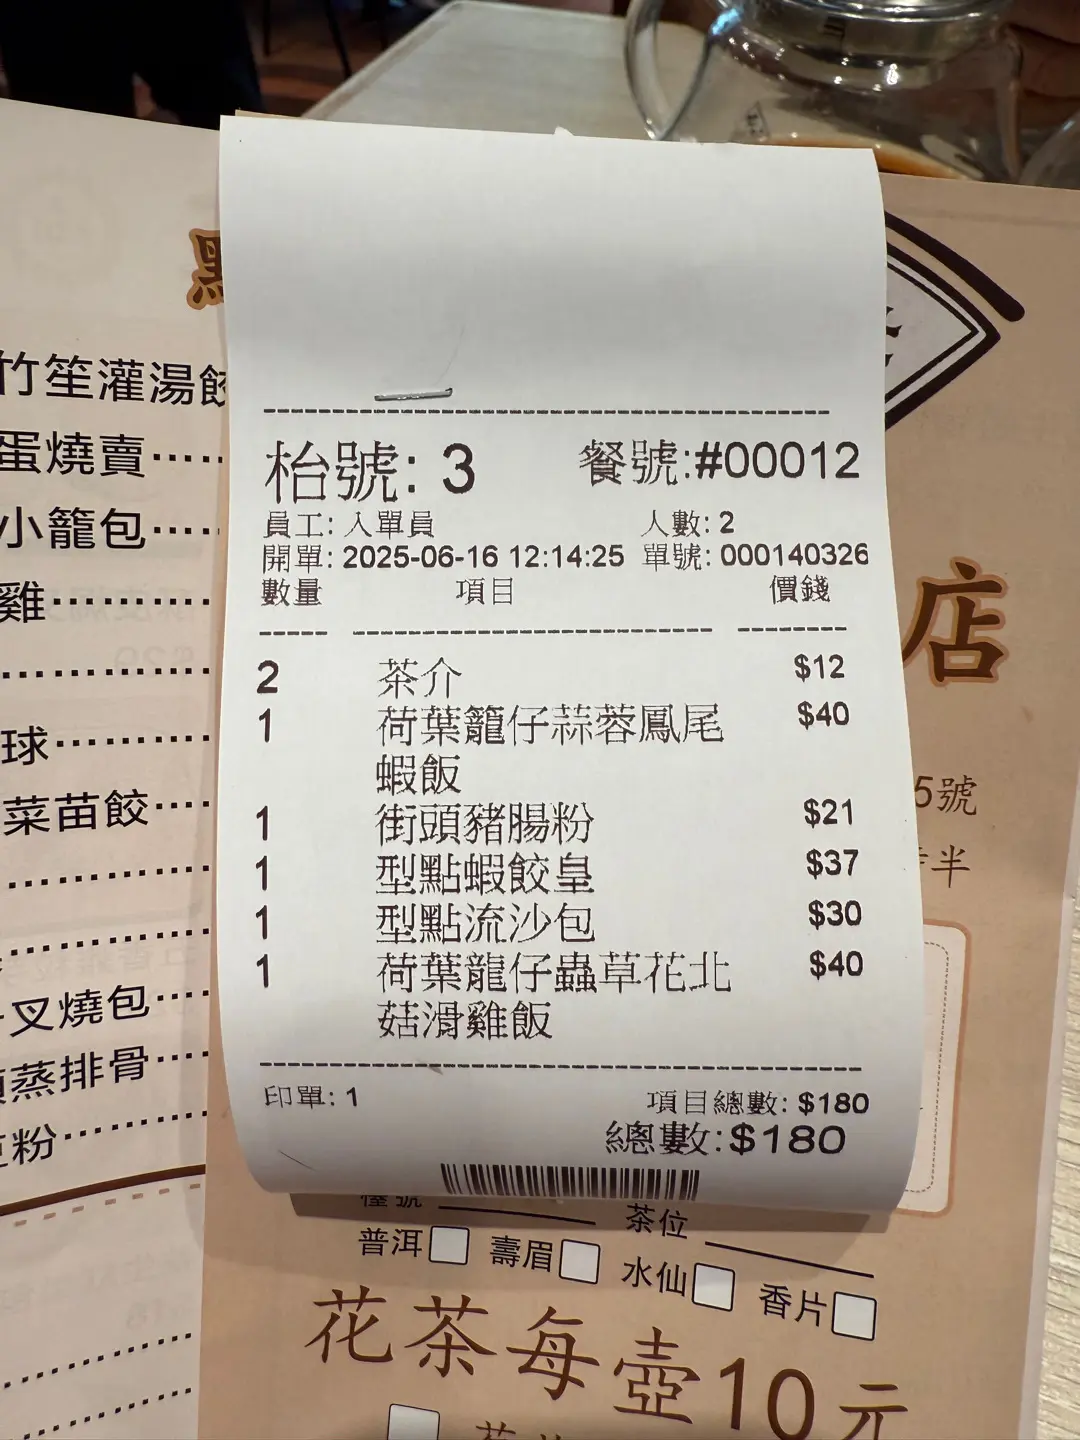 竹笙灌湯餃
蛋燒賣
小籠包
雞
球
菜苗餃
叉燒包
蒸排骨
粉
枱號: 3 餐號:#00012
員工: 入單員 人數: 2
開單: 2025-06-16 12:14:25 單號: 000140326
數量 項目 價錢
2 茶介 $12
1 荷葉籠仔蒜蓉鳳尾 $40
蝦飯
1 街頭豬腸粉 $21
1 型點蝦餃皇 $37
1 型點流沙包 $30
1 荷葉龍仔蟲草花北 $40
菇滑雞飯
印單: 1 項目總數: $180
總數:$180
店
5號
半
茶位
普洱 壽眉 水仙 香片
花茶每壺10元